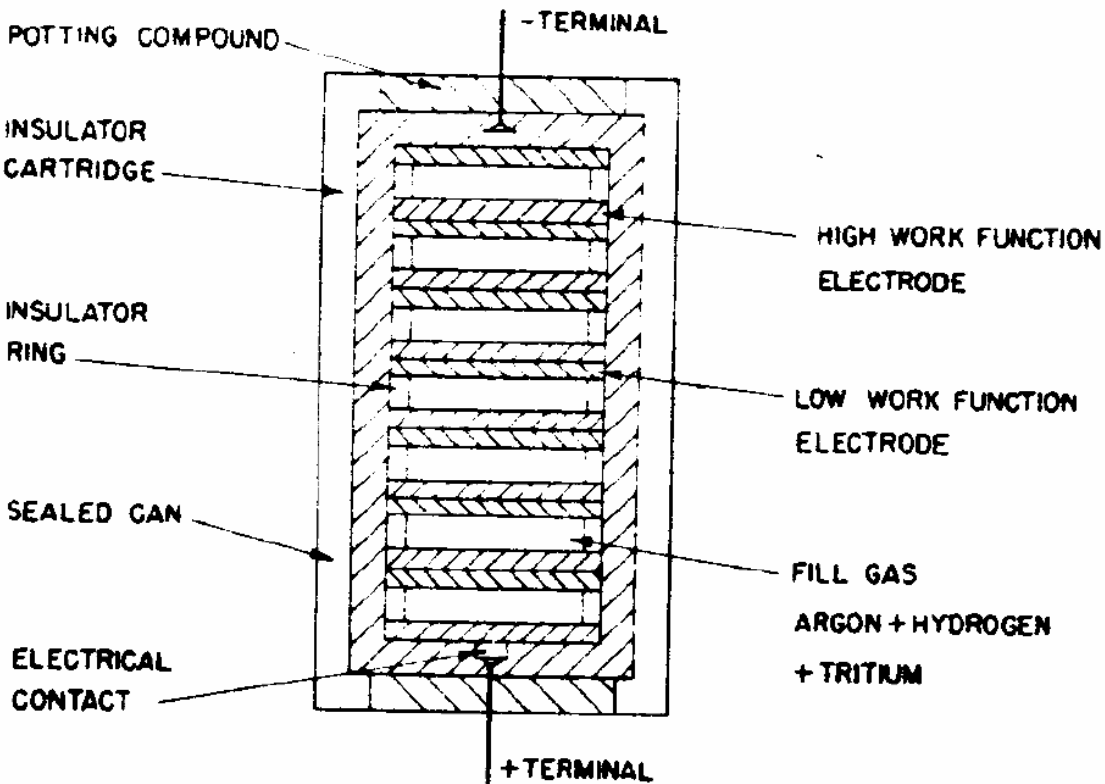 -TERMINAL
POTTING COMPOUND
INSULATOR
CARTRIDGE
HIGH WORK FUNCTION
ELECTRODE
INSULATOR
RING
LOW WORK FUNCTION
ELECTRODE
SEALED CAN
FILL GAS
ARGON + HYDROGEN
+ TRITIUM
ELECTRICAL
CONTACT
+TERMINAL